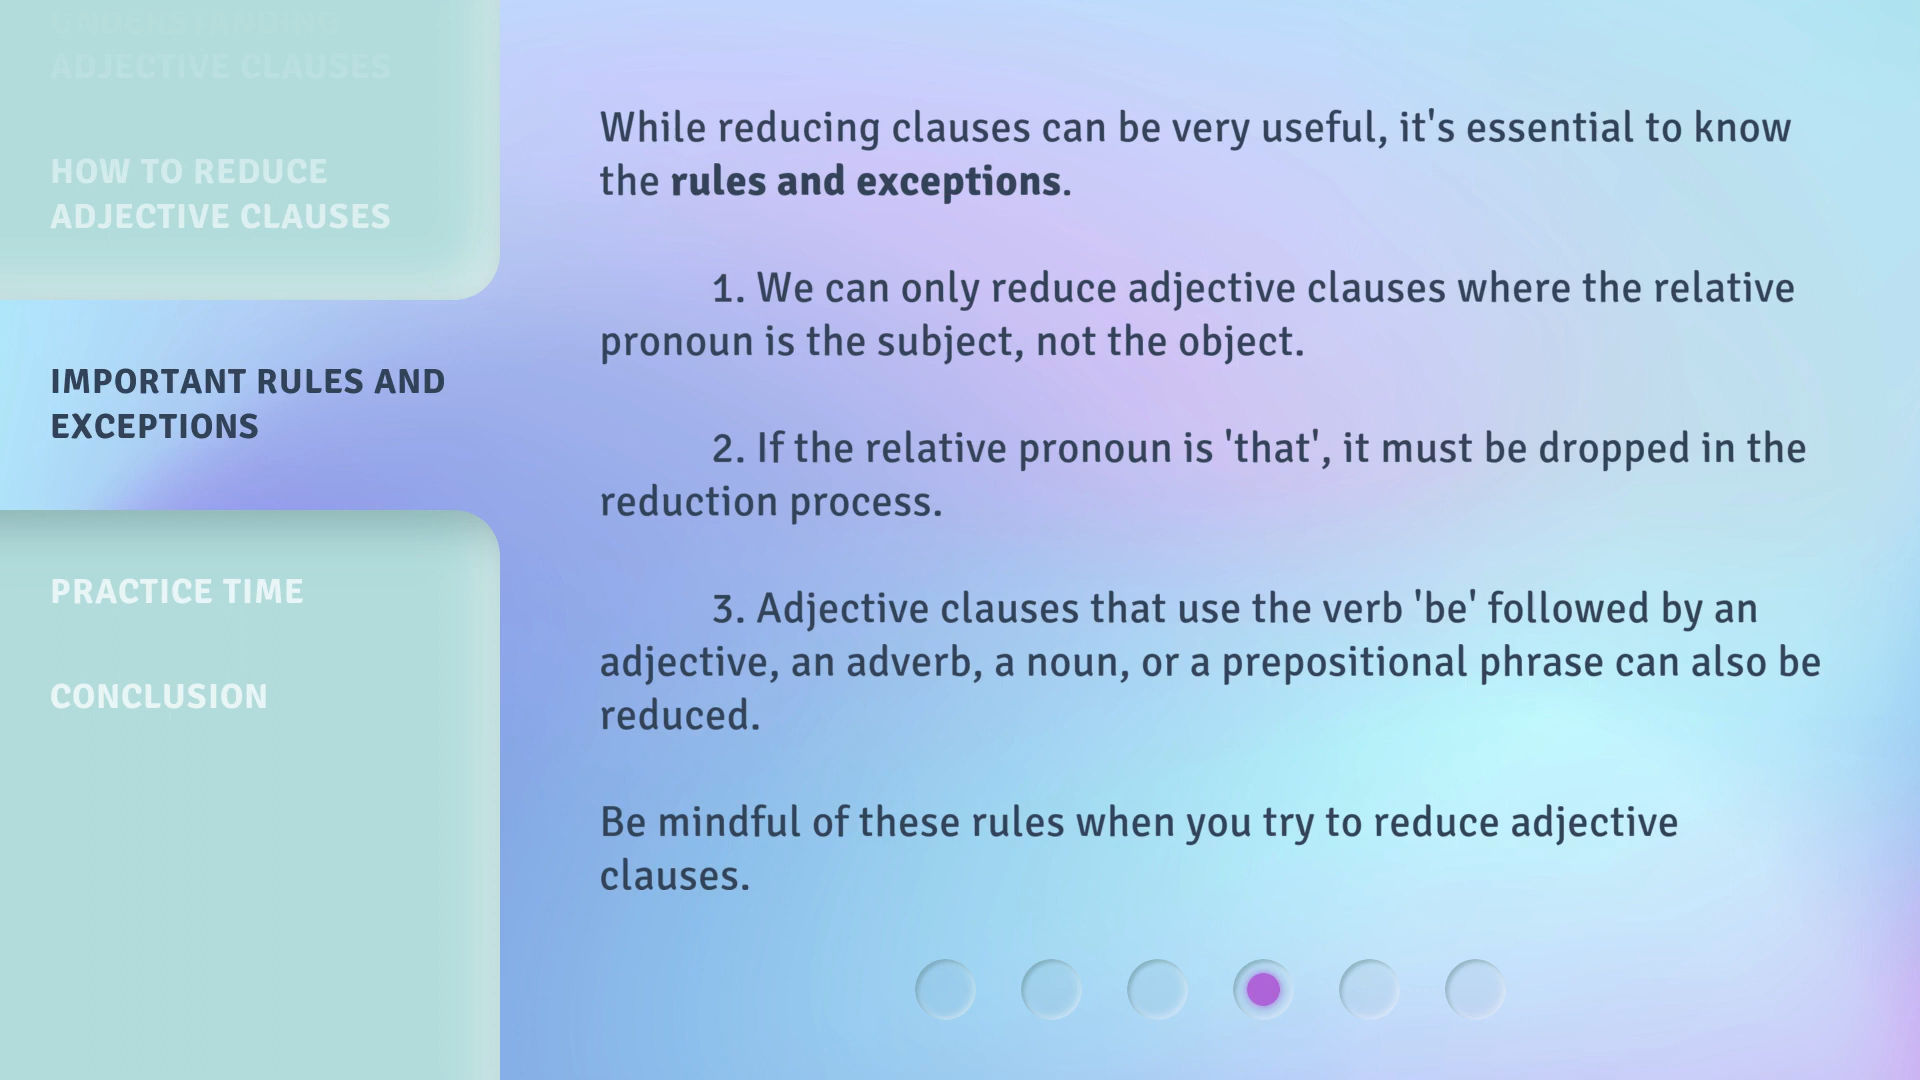 UNDERSTANDING
ADJECTIVE CLAUSES
HOW TO REDUCE
ADJECTIVE CLAUSES
IMPORTANT RULES AND
EXCEPTIONS
PRACTICE TIME
CONCLUSION
While reducing clauses can be very useful, it's essential to know
the rules and exceptions.
1. We can only reduce adjective clauses where the relative
pronoun is the subject, not the object.
2. If the relative pronoun is 'that', it must be dropped in the
reduction process.
3. Adjective clauses that use the verb 'be' followed by an
adjective, an adverb, a noun, or a prepositional phrase can also be
reduced.
Be mindful of these rules when you try to reduce adjective
clauses.